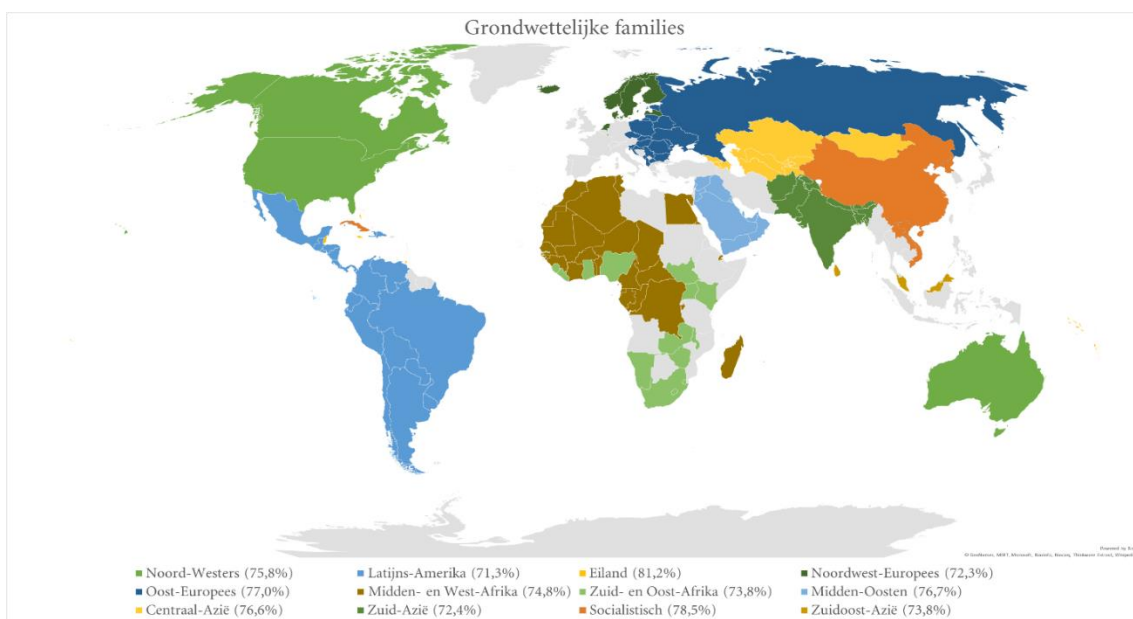 Grondwettelijke families
Noord-Westers (75,8%) Latijns-Amerika (71,3%) Eiland (81,2%) Noordwest-Europees (72,3%)
Oost-Europees (77,0%) Midden- en West-Afrika (74,8%) Zuid- en Oost-Afrika (73,8%) Midden-Oosten (76,7%)
Centraal-Azië (76,6%) Zuid-Azië (72,4%) Socialistisch (78,5%) Zuidoost-Azië (73,8%)